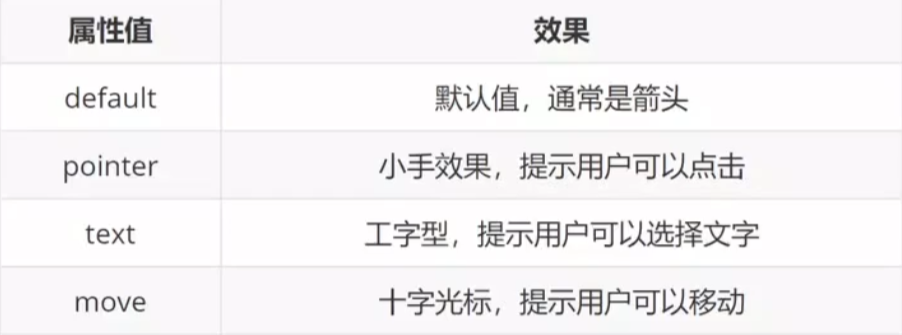 属性值 效果
default 默认值，通常是箭头
pointer 小手效果，提示用户可以点击
text 工字型，提示用户可以选择文字
move 十字光标，提示用户可以移动